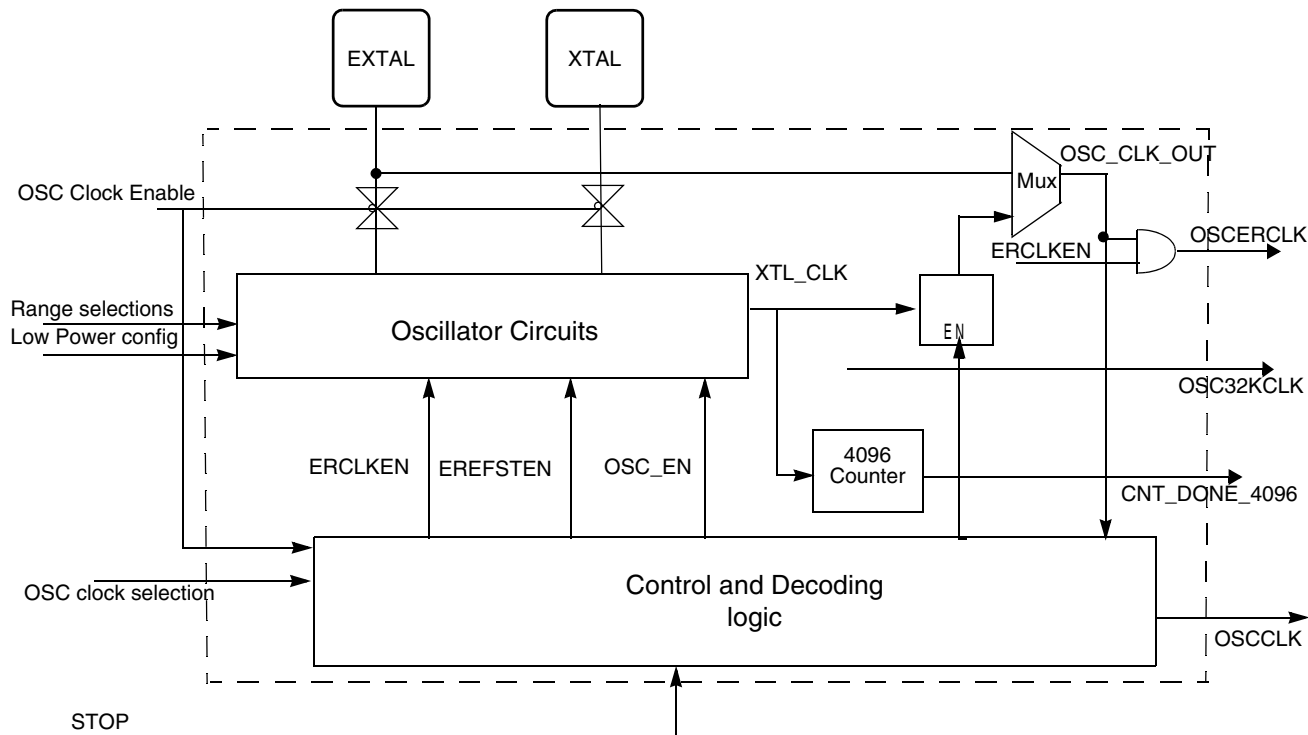 EXTAL
XTAL
OSC_CLK_OUT
Mux
OSC Clock Enable
ERCLKEN
OSCERCLK
XTL_CLK
Range selections
Low Power config
Oscillator Circuits
EN
OSC32KCLK
ERCLKEN
EREFSTEN
OSC_EN
4096
Counter
CNT_DONE_4096
OSC clock selection
Control and Decoding
logic
OSCCLK
STOP